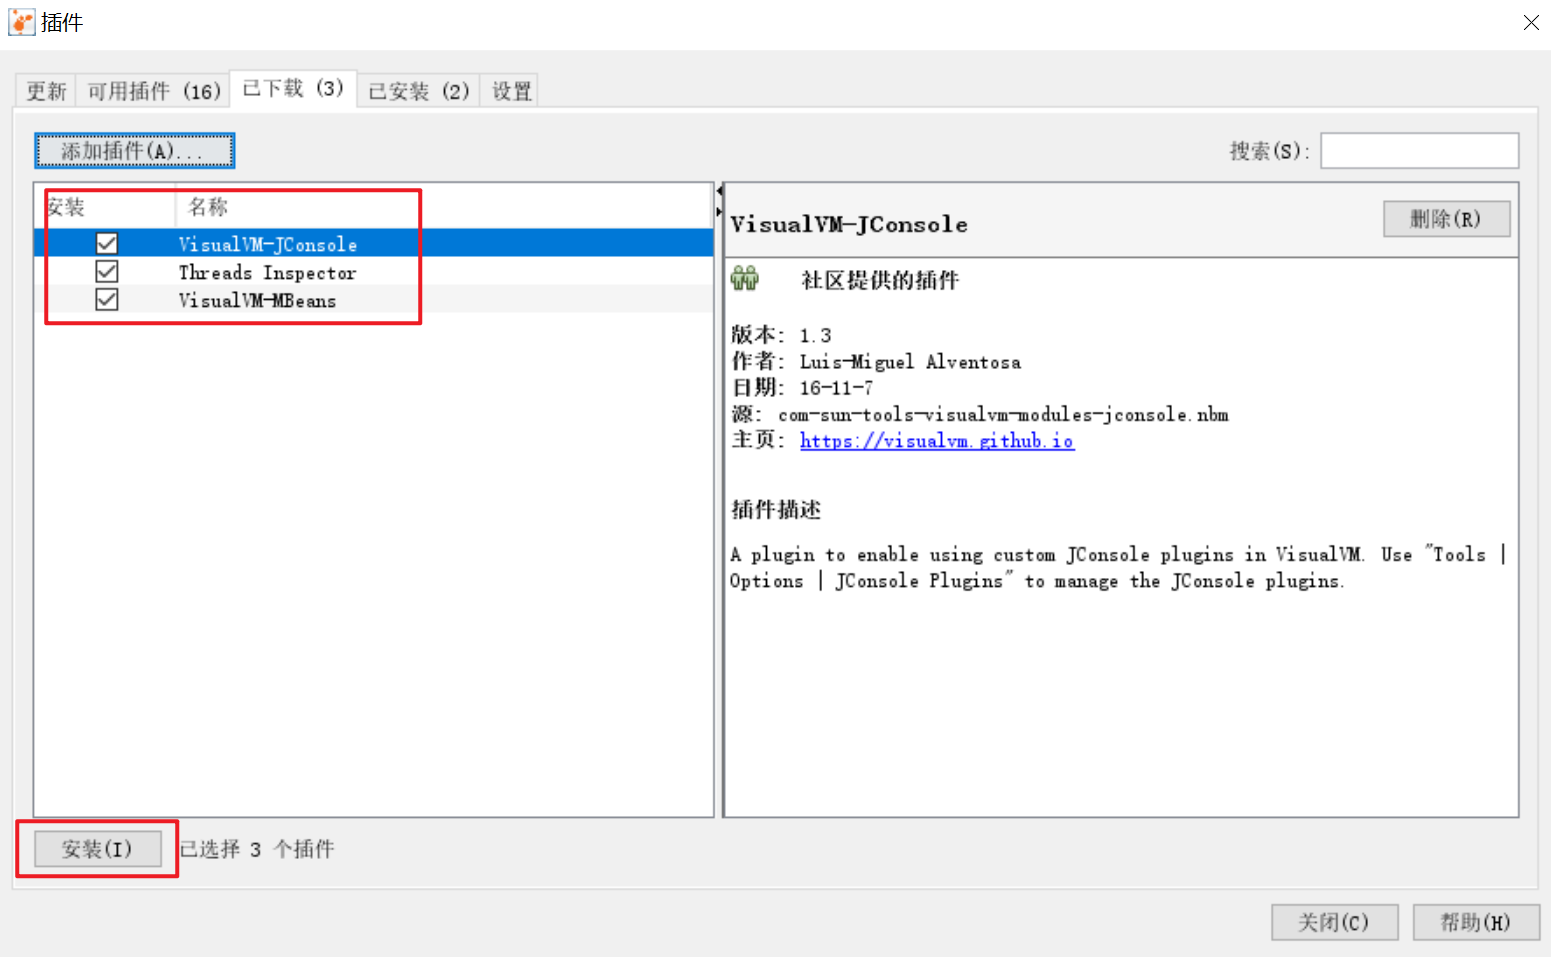 插件
更新 可用插件 (16) 已下载 (3) 已安装 (2) 设置
添加插件(A)... 搜索(S):
安装 名称
VisualVM-JConsole
Threads Inspector
VisualVM-MBeans
VisualVM-JConsole 删除(R)
社区提供的插件
版本: 1.3
作者: Luis-Miguel Alventosa
日期: 16-11-7
源: com-sun-tools-visualvm-modules-jconsole.nbm
主页: https://visualvm.github.io
插件描述
A plugin to enable using custom JConsole plugins in VisualVM. Use "Tools |
Options | JConsole Plugins" to manage the JConsole plugins.
安装(I) 已选择 3 个插件
关闭(C) 帮助(H)